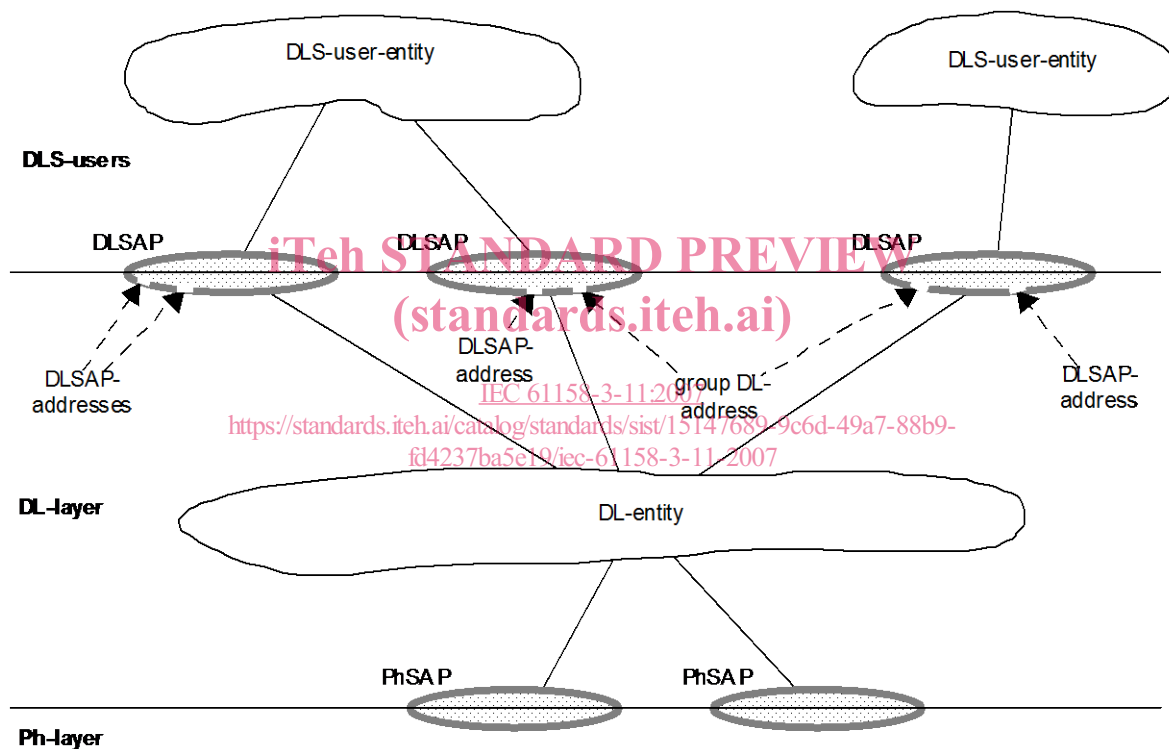 DLS-user-entity
DLS-user-entity
DLS-users
DLSAP
DLSAP
DLSAP
iTeh STANDARD PREVIEW
(standards.iteh.ai)
DLSAP-
addresses
DLSAP-
address
group DL-
address
DLSAP-
address
IEC 61158-3-11:2007
https://standards.iteh.ai/catalog/standards/sist/15147689-9c6d-49a7-88b9-
fd4237ba5e19/iec-61158-3-11-2007
DL-layer
DL-entity
PhSAP
PhSAP
Ph-layer